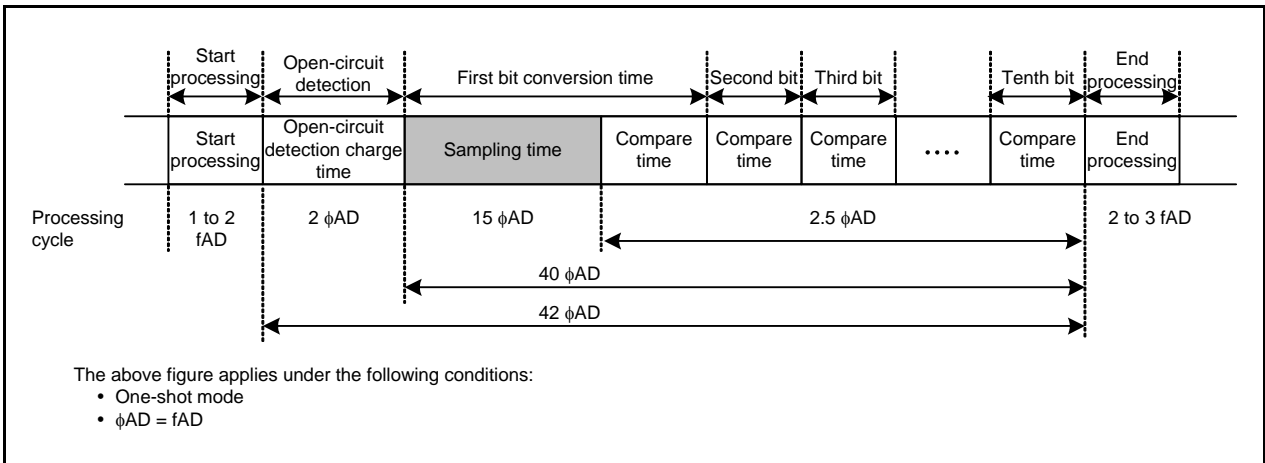 Start
processing
Open-circuit
detection
First bit conversion time
Second bit
Third bit
Tenth bit
End
processing
Start
processing
Open-circuit
detection charge
time
Sampling time
Compare
time
Compare
time
Compare
time
....
Compare
time
End
processing
Processing
cycle
1 to 2
fAD
2 ϕAD
15 ϕAD
2.5 ϕAD
2 to 3 fAD
40 ϕAD
42 ϕAD
The above figure applies under the following conditions:
• One-shot mode
• ϕAD = fAD